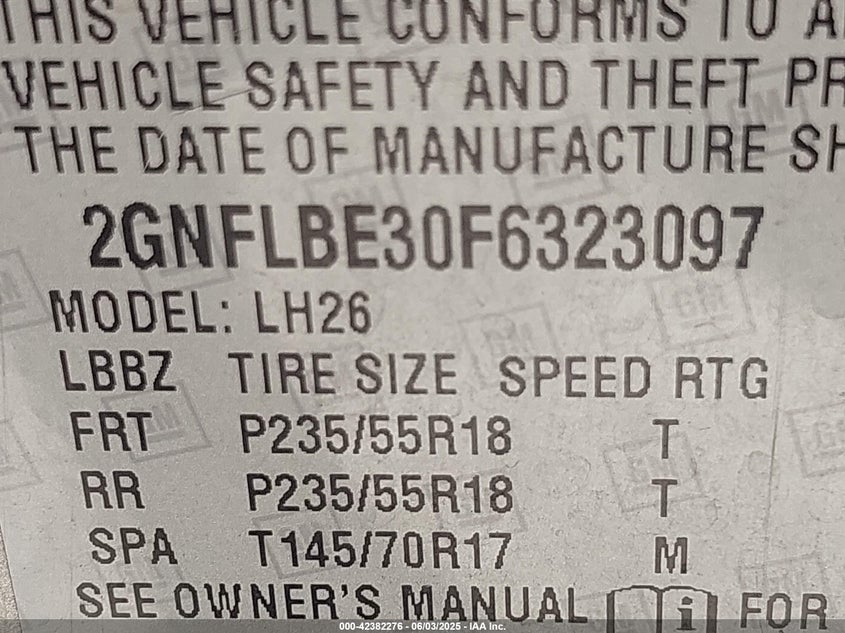 THIS VEHICLE CONFORMS TO
VEHICLE SAFETY AND THEFT PR
THE DATE OF MANUFACTURE SH
2GNFLBE30F6323097
MODEL: LH26
LBBZ TIRE SIZE SPEED RTG
FRT P235/55R18 T
RR P235/55R18 T
SPA T145/70R17 M
SEE OWNER'S MANUAL i FOR
000-42382276 - 06/03/2025 - IAA Inc.